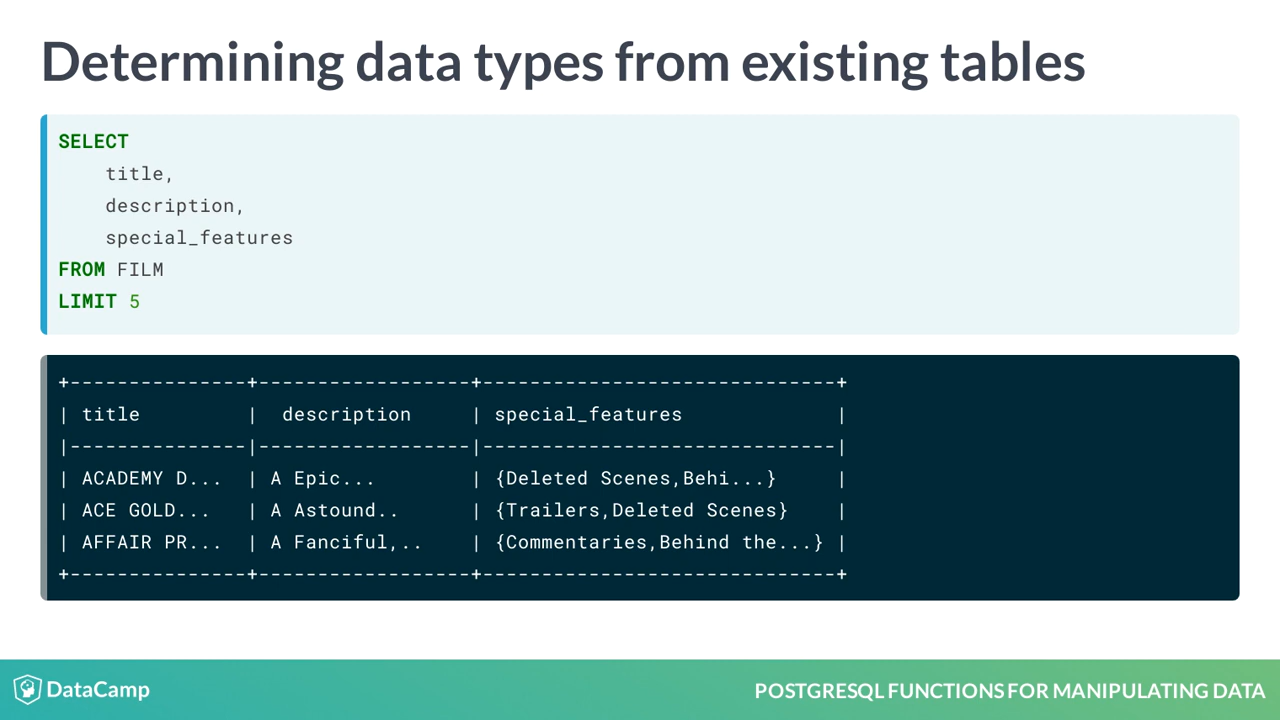 Determining data types from existing tables
SELECT
    title,
    description,
    special_features
FROM FILM
LIMIT 5
+---------------+------------------+------------------------------+
| title         |  description     | special_features             |
|---------------|------------------|------------------------------|
| ACADEMY D...  | A Epic...        | {Deleted Scenes,Behi...}     |
| ACE GOLD...   | A Astound..      | {Trailers,Deleted Scenes}    |
| AFFAIR PR...  | A Fanciful,..    | {Commentaries,Behind the...} |
+---------------+------------------+------------------------------+
DataCamp
POSTGRESQL FUNCTIONS FOR MANIPULATING DATA